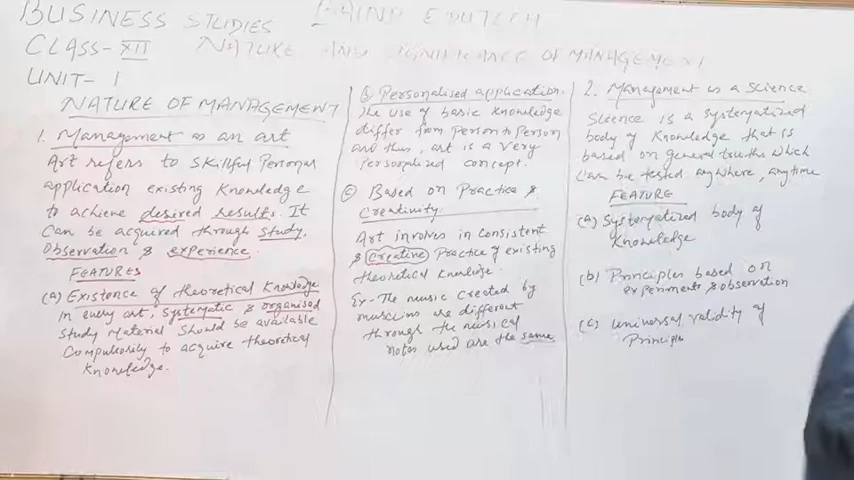 BUSINESS STUDIES
EDUTECH
CLASS-XII NATURE AND SIGNIFICANCE OF MANAGEMENT
UNIT- 1
NATURE OF MANAGEMENT
1. Management as an art
Art refers to skillful Personal
application existing knowledge
to achieve desired results. It
can be acquired through study,
observation & experience.
FEATURES
(a) Existence of theoretical knowledge
in every art, systematic & organised
study material should be available
Compulsorily to acquire theoretical
knowledge.
(b) Personalised application.
The use of basic knowledge
differ from person to person
and thus, art is a very
personalised concept.
(c) Based on Practice &
Creativity.
Art involves in consistent
& creative Practice of existing
theoretical knowledge.
Ex- The music created by
are different
through the musical
notes used are the same
2. Management as a Science
Science is a systematized
body of knowledge that is
based on general truths which
can be tested anywhere, anytime
FEATURE
(a) Systematized body of
knowledge
(b) Principles based on
experiments & observation
(c) universal validity of
Principles